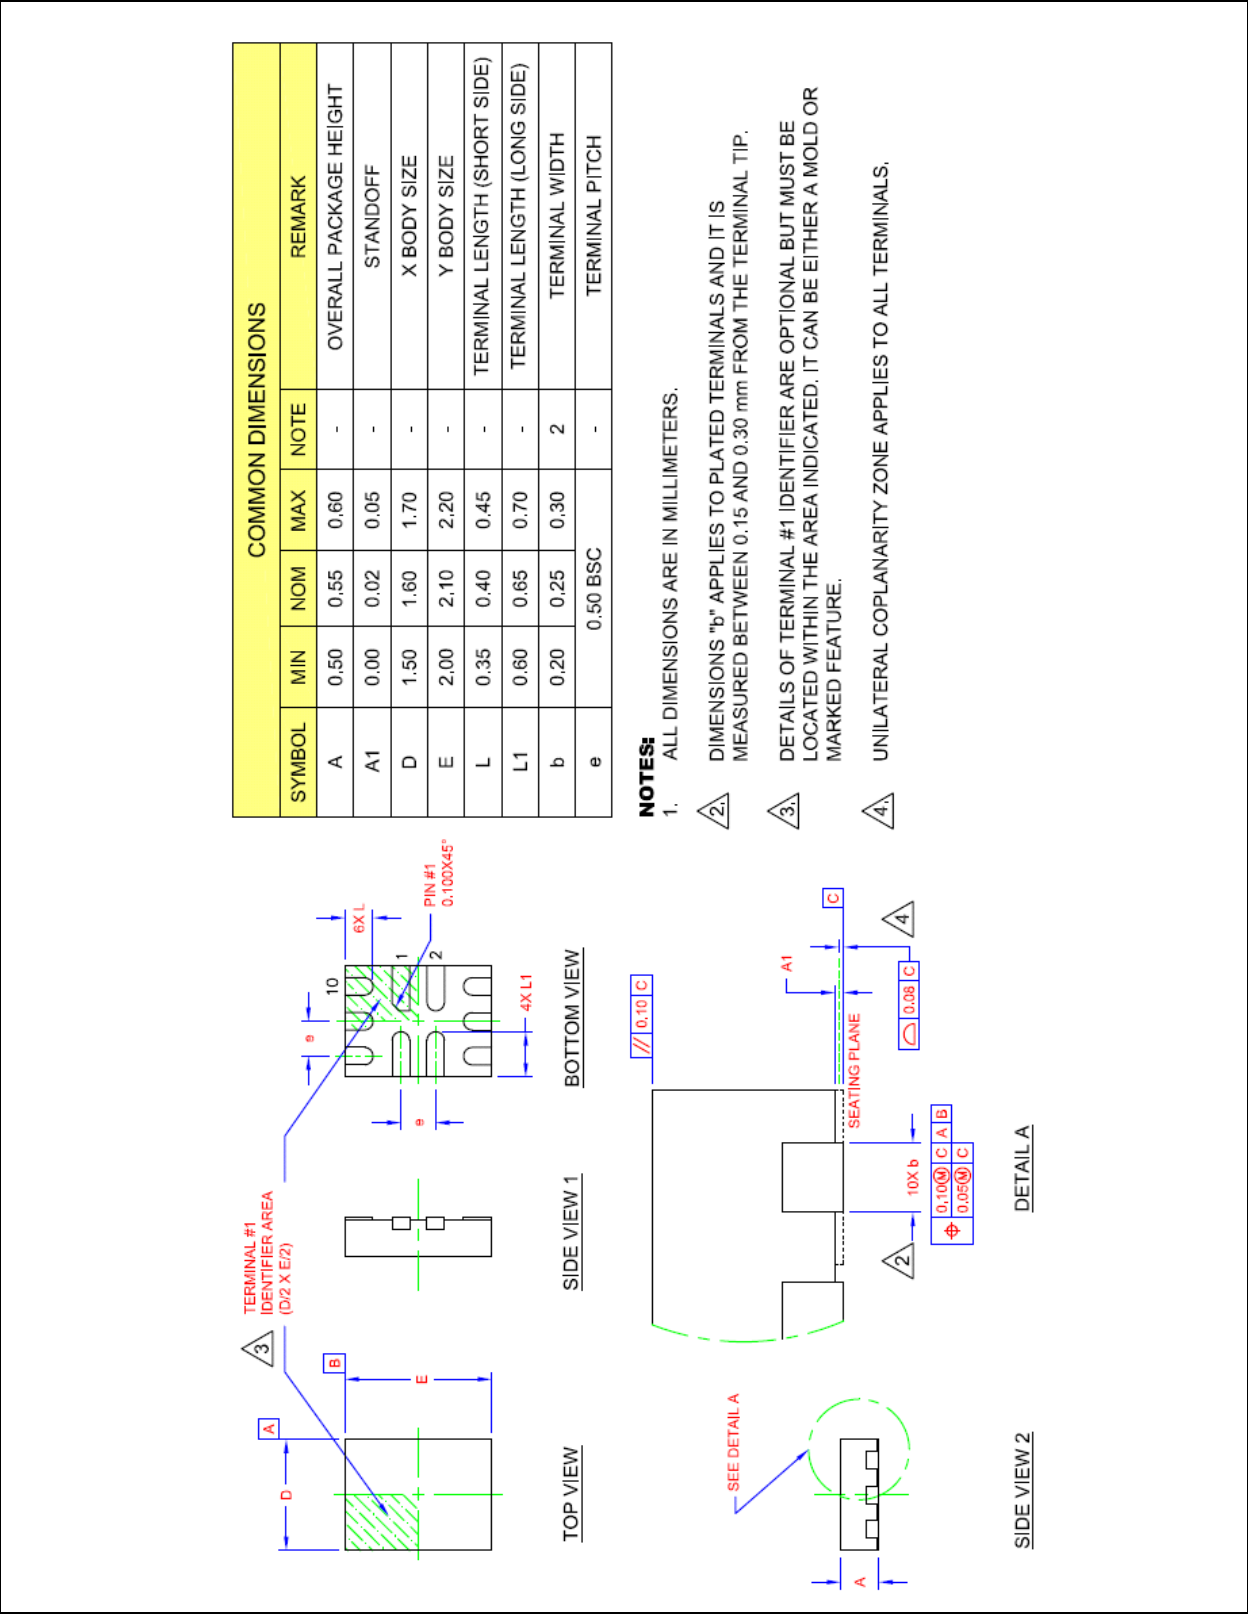 COMMON DIMENSIONS
SYMBOL MIN NOM MAX NOTE REMARK
A 0.50 0.55 0.60 - OVERALL PACKAGE HEIGHT
A1 0.00 0.02 0.05 - STANDOFF
D 1.50 1.60 1.70 - X BODY SIZE
E 2.00 2.10 2.20 - Y BODY SIZE
L 0.35 0.40 0.45 - TERMINAL LENGTH (SHORT SIDE)
L1 0.60 0.65 0.70 - TERMINAL LENGTH (LONG SIDE)
b 0.20 0.25 0.30 2 TERMINAL WIDTH
e 0.50 BSC - TERMINAL PITCH
NOTES:
1. ALL DIMENSIONS ARE IN MILLIMETERS.
2. DIMENSIONS "b" APPLIES TO PLATED TERMINALS AND IT IS
MEASURED BETWEEN 0.15 AND 0.30 mm FROM THE TERMINAL TIP.
3. DETAILS OF TERMINAL #1 IDENTIFIER ARE OPTIONAL BUT MUST BE
LOCATED WITHIN THE AREA INDICATED. IT CAN BE EITHER A MOLD OR
MARKED FEATURE.
4. UNILATERAL COPLANARITY ZONE APPLIES TO ALL TERMINALS.
3
TERMINAL #1
IDENTIFIER AREA
(D/2 X E/2)
A
D
B
E
TOP VIEW
SIDE VIEW 1
e
10
6X L
1
2
PIN #1
0.100X45°
e
4X L1
BOTTOM VIEW
SEE DETAIL A
A
SIDE VIEW 2
// 0.10 C
A1
C
SEATING PLANE
4
0.08 C
2
10X b
⌖ 0.10Ⓜ C A B
0.05Ⓜ C
DETAIL A